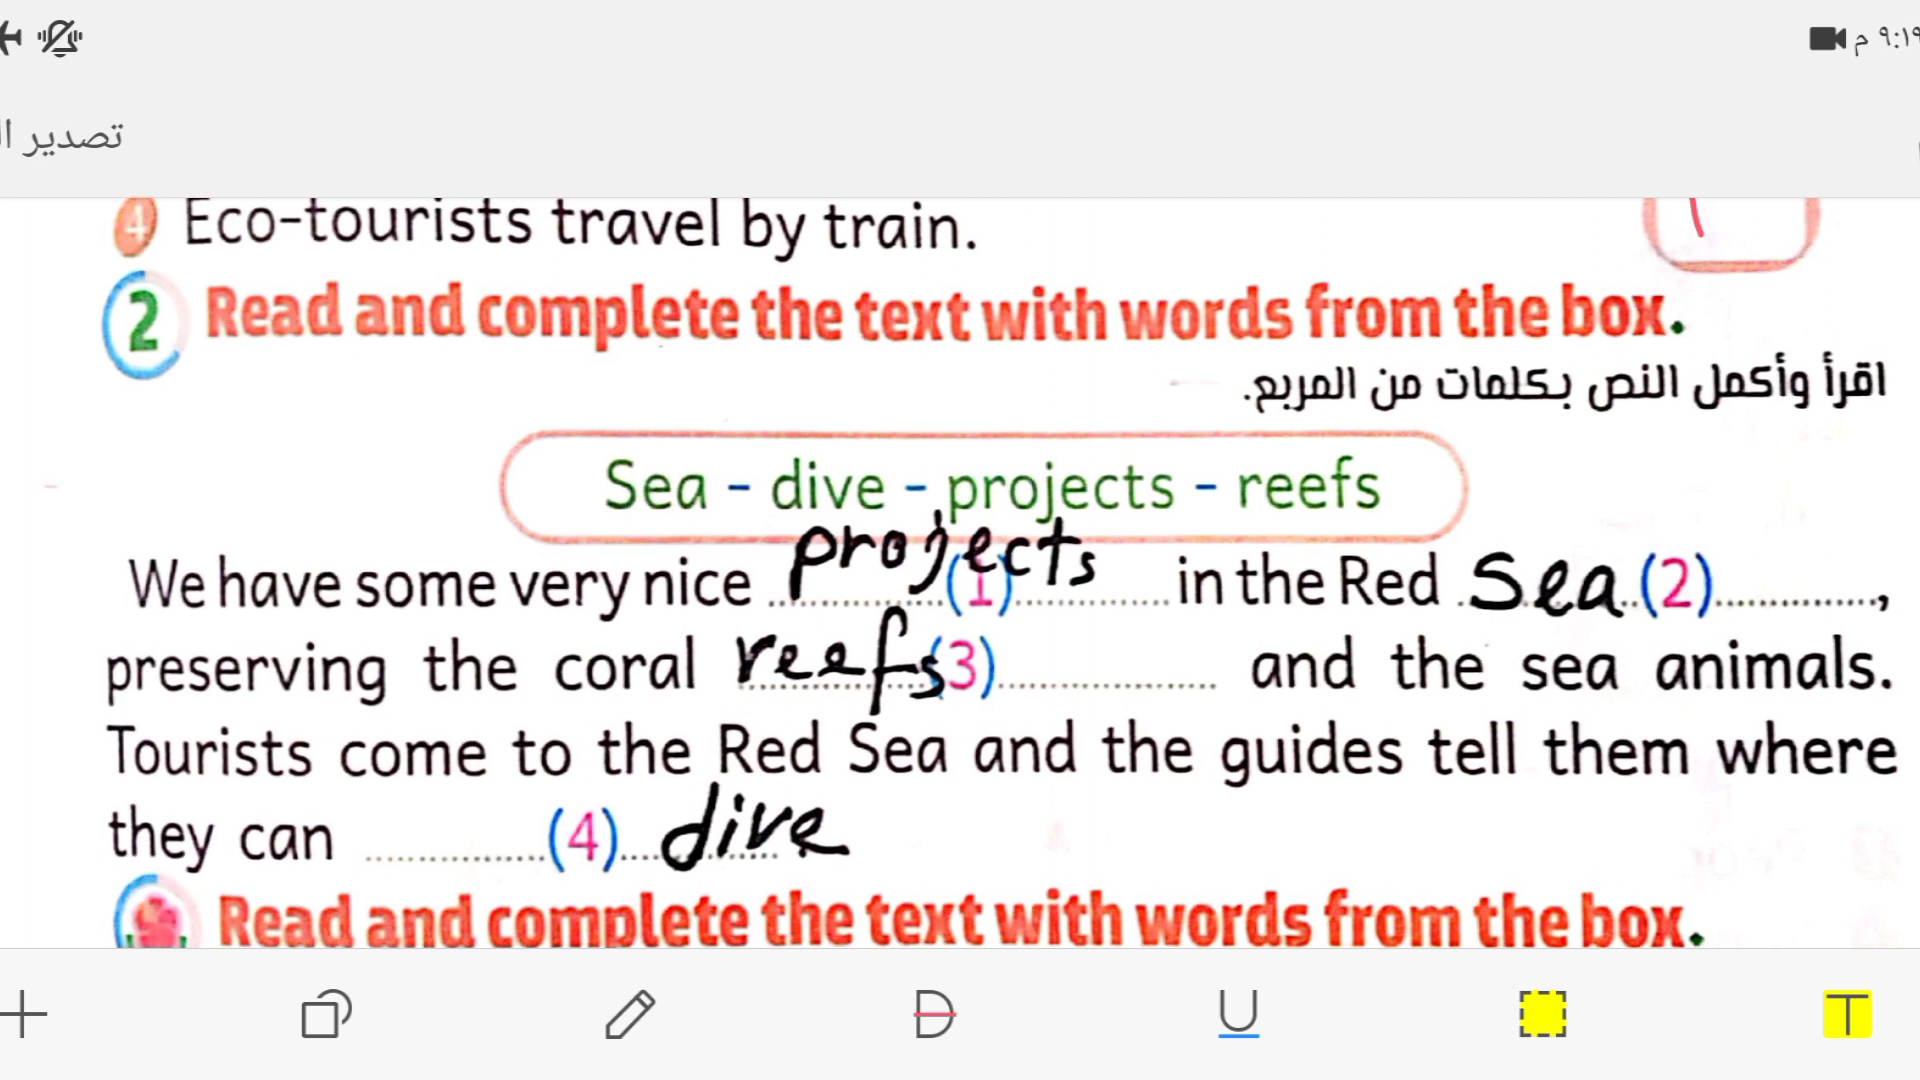 م ٩:١٩
تصدير ال
4 Eco-tourists travel by train.
2 Read and complete the text with words from the box.
اقرأ وأكمل النص بكلمات من المربع.
Sea - dive - projects - reefs
We have some very nice projects (1) in the Red Sea (2) ,
preserving the coral reefs (3) and the sea animals.
Tourists come to the Red Sea and the guides tell them where
they can (4) dive
Read and complete the text with words from the box.
D U T